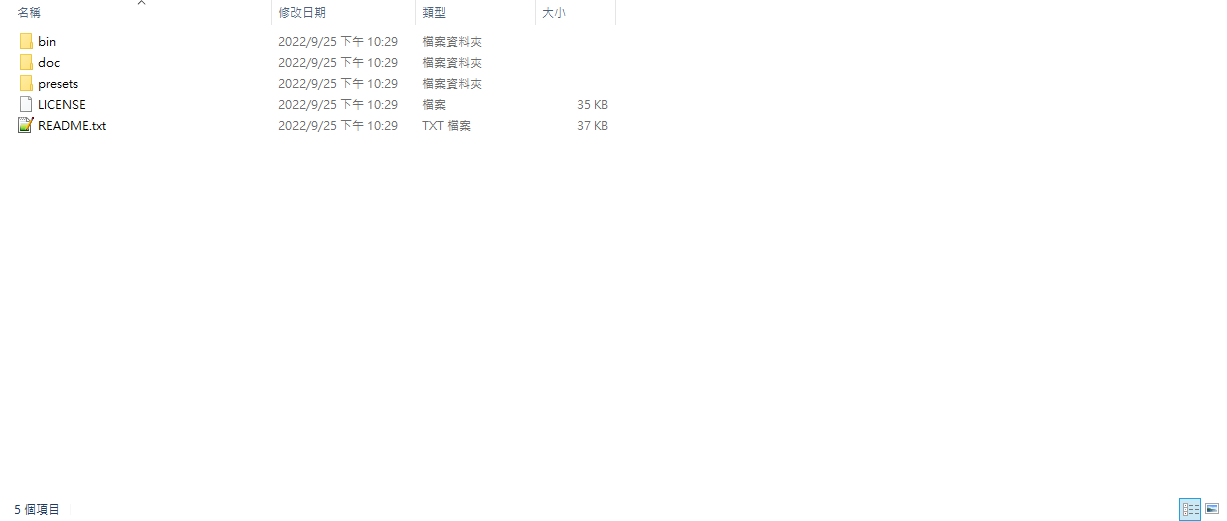 名稱 修改日期 類型 大小
bin 2022/9/25 下午 10:29 檔案資料夾
doc 2022/9/25 下午 10:29 檔案資料夾
presets 2022/9/25 下午 10:29 檔案資料夾
LICENSE 2022/9/25 下午 10:29 檔案 35 KB
README.txt 2022/9/25 下午 10:29 TXT 檔案 37 KB
5 個項目